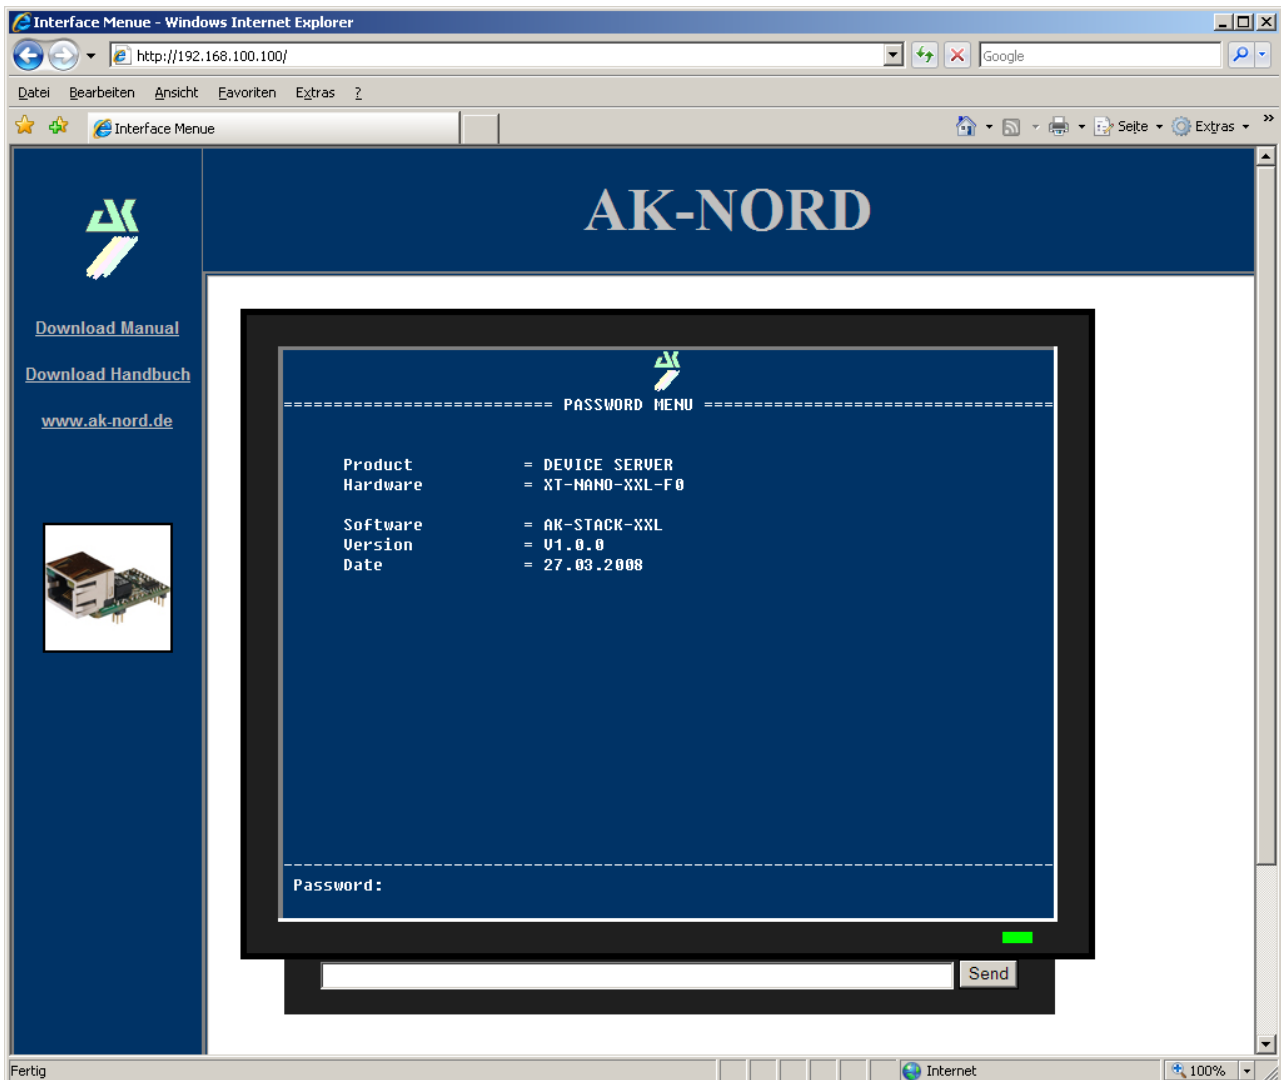 Interface Menue - Windows Internet Explorer
http://192.168.100.100/
Google
Datei Bearbeiten Ansicht Favoriten Extras ?
Interface Menue
Seite Extras »
AK-NORD
Download Manual
Download Handbuch
www.ak-nord.de
=========================== PASSWORD MENU ===================================
Product = DEVICE SERVER
Hardware = XT-NANO-XXL-F0
Software = AK-STACK-XXL
Version = V1.0.0
Date = 27.03.2008
Password:
Send
Fertig
Internet
100%